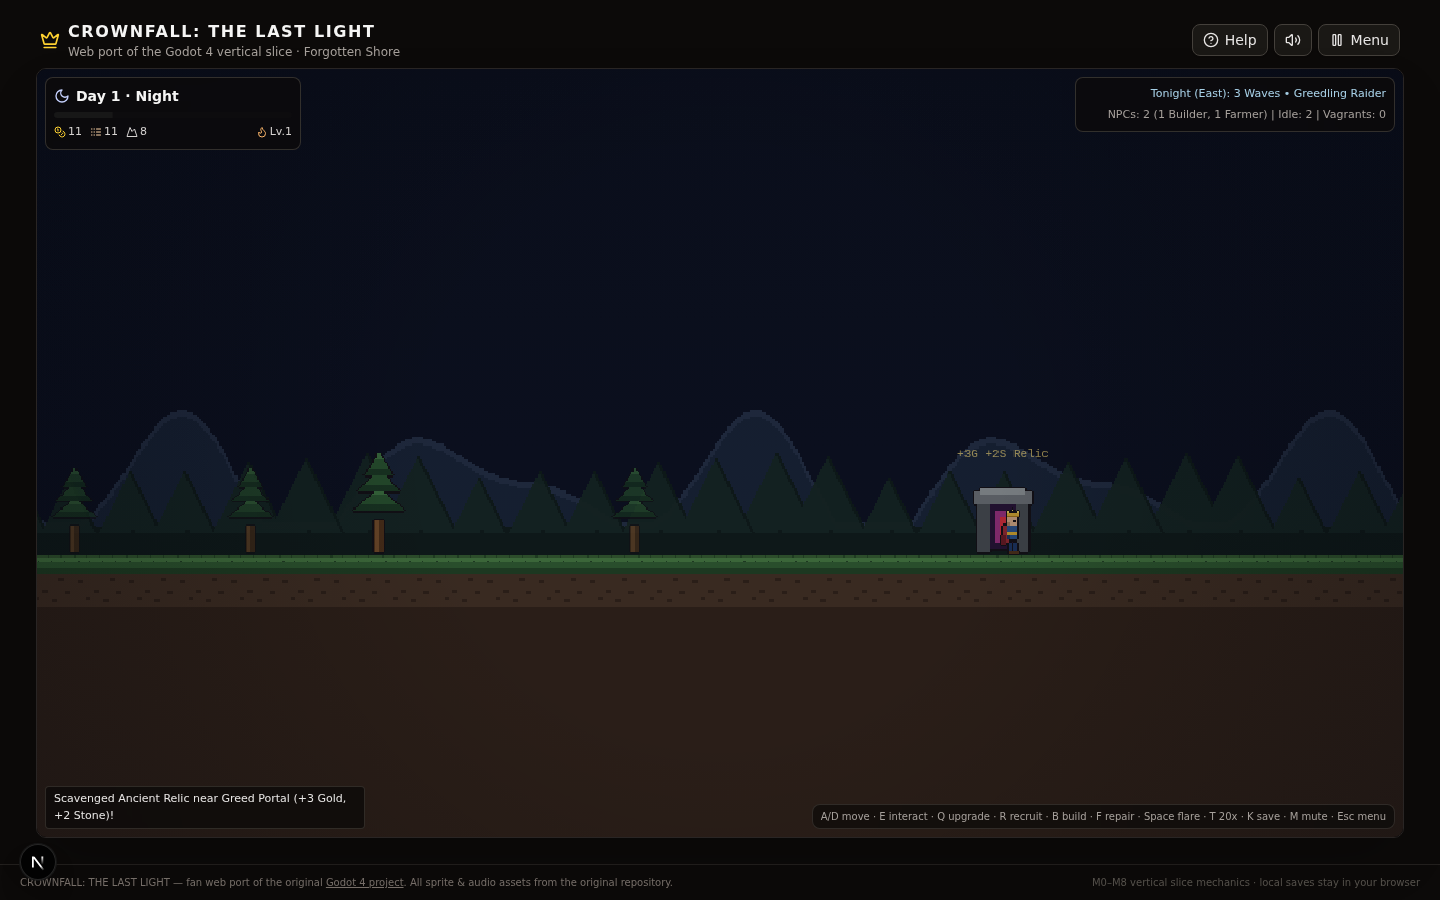 CROWNFALL: THE LAST LIGHT
Web port of the Godot 4 vertical slice · Forgotten Shore
Help
Menu
Day 1 · Night
11 11 8 Lv.1
Tonight (East): 3 Waves • Greedling Raider
NPCs: 2 (1 Builder, 1 Farmer) | Idle: 2 | Vagrants: 0
+3G +2S Relic
Scavenged Ancient Relic near Greed Portal (+3 Gold,
+2 Stone)!
A/D move · E interact · Q upgrade · R recruit · B build · F repair · Space flare · T 20x · K save · M mute · Esc menu
N
CROWNFALL: THE LAST LIGHT — fan web port of the original Godot 4 project. All sprite & audio assets from the original repository.
M0–M8 vertical slice mechanics · local saves stay in your browser